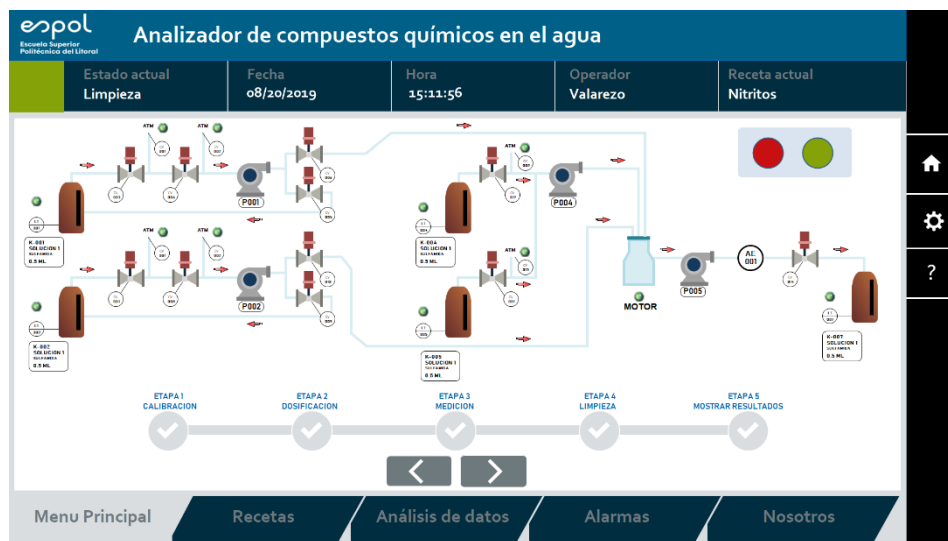 espol
Escuela Superior
Politécnica del Litoral
Analizador de compuestos químicos en el agua
Estado actual
Limpieza
Fecha
08/20/2019
Hora
15:11:56
Operador
Valarezo
Receta actual
Nitritos
ATM
ATM
ATM
P001
P004
K-001
SOLUCION 1
0.5 ML
K-004
SOLUCION 1
0.5 ML
ATM
ATM
ATM
P002
AE
001
P005
MOTOR
K-002
SOLUCION 1
0.5 ML
K-005
SOLUCION 1
0.5 ML
K-007
SOLUCION 1
0.5 ML
ETAPA 1
CALIBRACION
ETAPA 2
DOSIFICACION
ETAPA 3
MEDICION
ETAPA 4
LIMPIEZA
ETAPA 5
MOSTRAR RESULTADOS
Menu Principal
Recetas
Análisis de datos
Alarmas
Nosotros
?